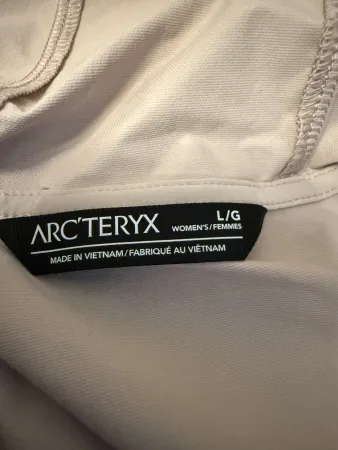 ARC'TERYX
L/G
WOMEN'S/FEMMES
MADE IN VIETNAM/FABRIQUÉ AU VIÊTNAM